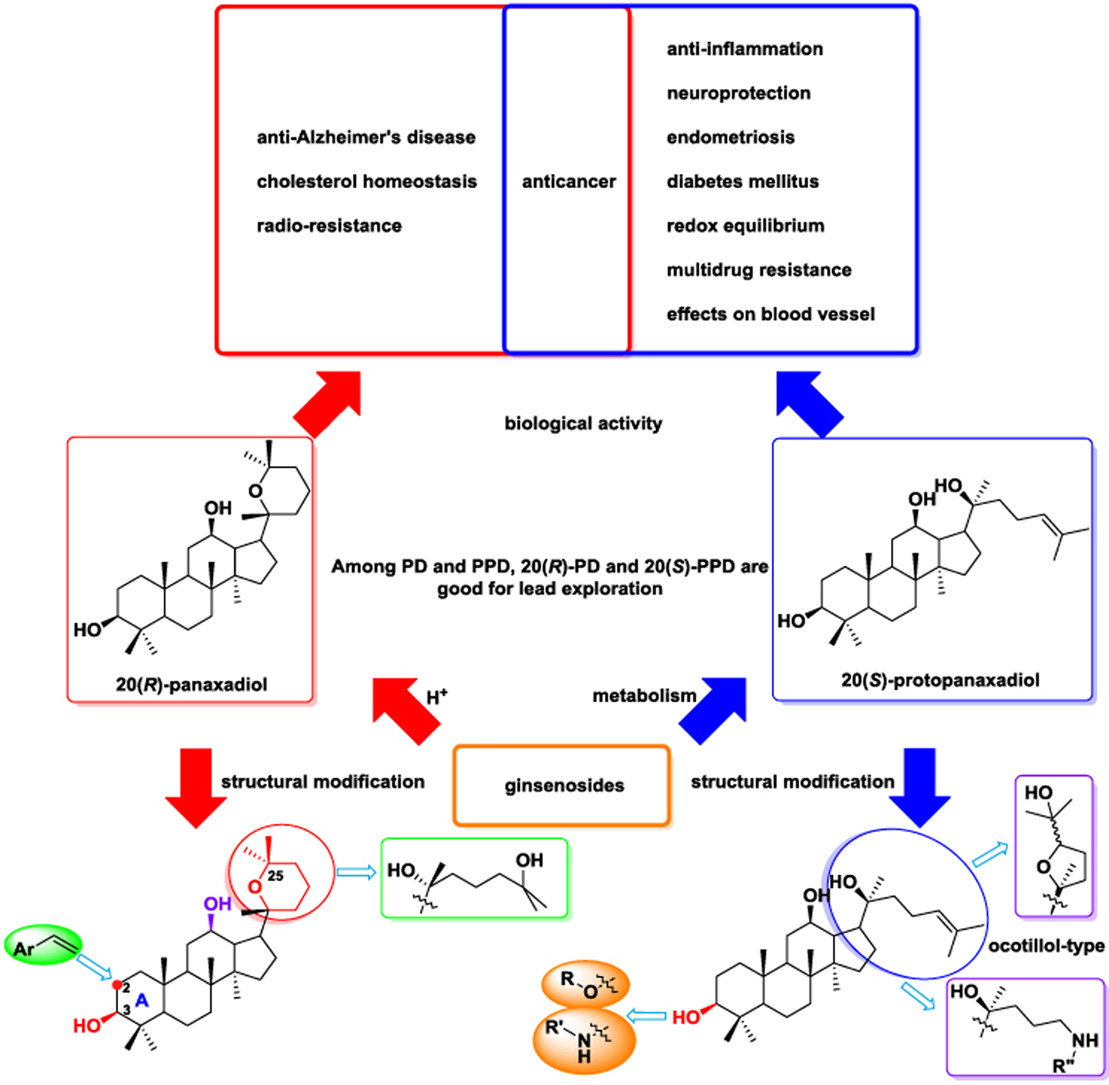 anti-inflammation
neuroprotection
anti-Alzheimer's disease
endometriosis
cholesterol homeostasis
anticancer
diabetes mellitus
radio-resistance
redox equilibrium
multidrug resistance
effects on blood vessel
biological activity
O
OH
HO
20(R)-panaxadiol
Among PD and PPD, 20(R)-PD and 20(S)-PPD are
good for lead exploration
HO
OH
HO
20(S)-protopanaxadiol
H+
metabolism
structural modification
ginsenosides
structural modification
25
O
OH
Ar
2
A
3
HO
HO
OH
HO
O
OH
HO
HO
ocotillol-type
R
O
R'
N
H
HO
NH
R"